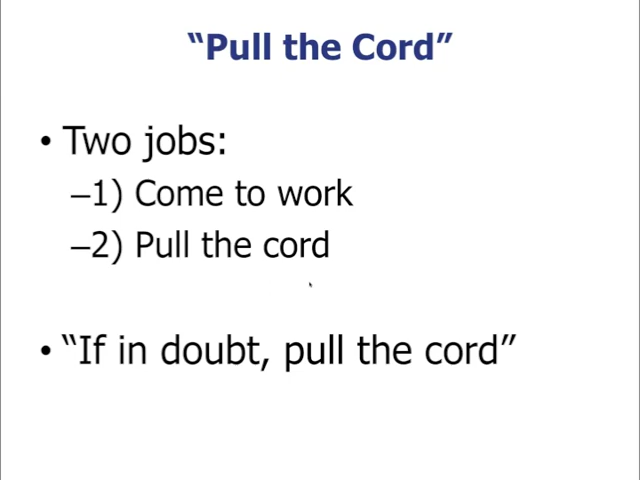 “Pull the Cord”
• Two jobs:
–1) Come to work
–2) Pull the cord
• “If in doubt, pull the cord”